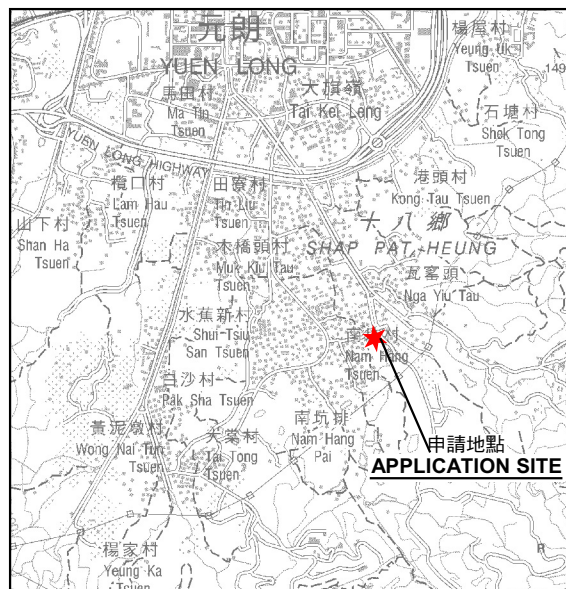 元朗
YUEN LONG
楊屋村
Yeung Uk
Tsuen
149
馬田村
Ma Tin
Tsuen
大旗嶺
Tai Kei Leng
石塘村
Shek Tong
Tsuen
YUEN LONG HIGHWAY
欖口村
Lam Hau
Tsuen
田寮村
Tin Liu
Tsuen
港頭村
Kong Tau Tsuen
山下村
Shan Ha
Tsuen
十八鄉
SHAP PAT HEUNG
木橋頭村
Muk Kiu Tau
Tsuen
瓦窰頭
Nga Yiu Tau
水蕉新村
Shui Tsiu
San Tsuen
南坑村
Nam Hang
Tsuen
白沙村
Pak Sha Tsuen
黃泥墩村
Wong Nai Tun
Tsuen
大棠村
Tai Tong
Tsuen
南坑排
Nam Hang
Pai
申請地點
APPLICATION SITE
楊家村
Yeung Ka
Tsuen
R